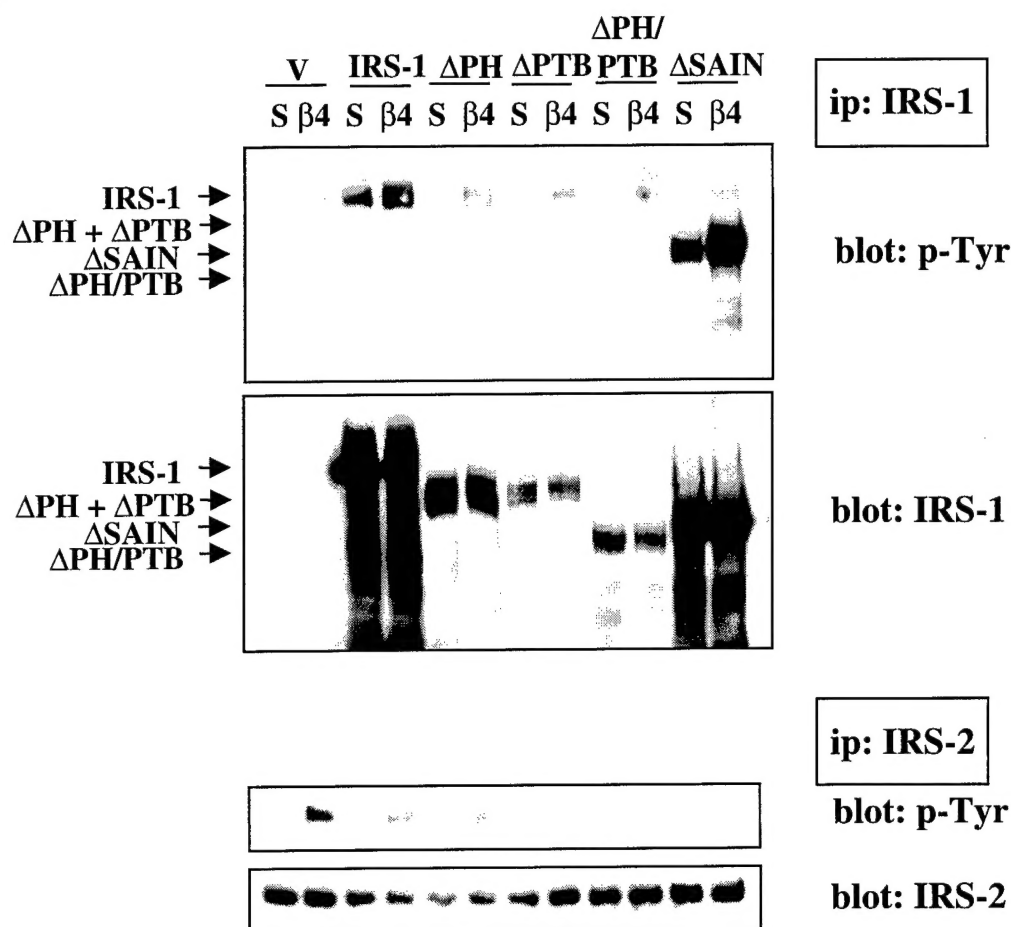 ΔPH/
V IRS-1 ΔPH ΔPTB PTB ΔSAIN
S β4 S β4 S β4 S β4 S β4 S β4
ip: IRS-1
IRS-1
ΔPH + ΔPTB
ΔSAIN
ΔPH/PTB
blot: p-Tyr
IRS-1
ΔPH + ΔPTB
ΔSAIN
ΔPH/PTB
blot: IRS-1
ip: IRS-2
blot: p-Tyr
blot: IRS-2